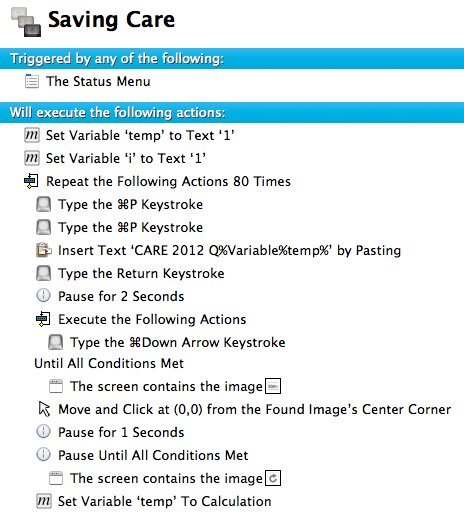 Saving Care
Triggered by any of the following:
The Status Menu
Will execute the following actions:
Set Variable ‘temp’ to Text ‘1’
Set Variable ‘i’ to Text ‘1’
Repeat the Following Actions 80 Times
Type the ⌘P Keystroke
Type the ⌘P Keystroke
Insert Text ‘CARE 2012 Q%Variable%temp%’ by Pasting
Type the Return Keystroke
Pause for 2 Seconds
Execute the Following Actions
Type the ⌘Down Arrow Keystroke
Until All Conditions Met
The screen contains the image
Move and Click at (0,0) from the Found Image’s Center Corner
Pause for 1 Seconds
Pause Until All Conditions Met
The screen contains the image
Set Variable ‘temp’ To Calculation